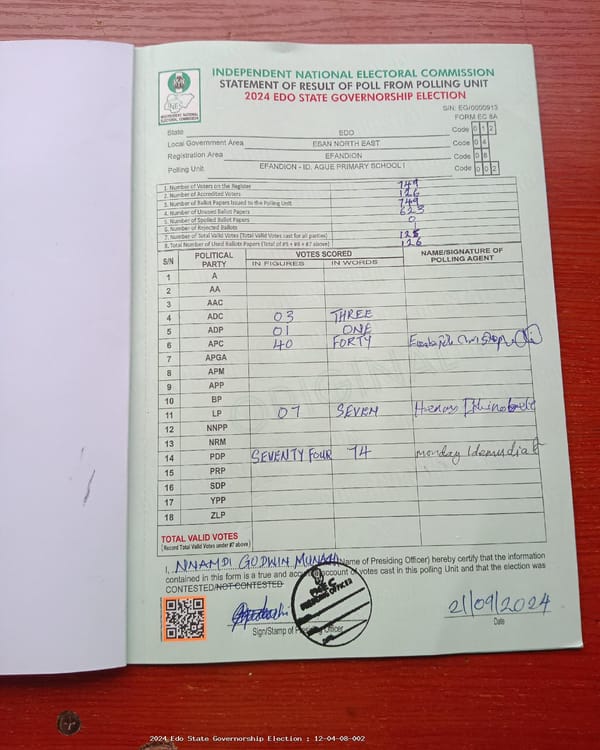 INDEPENDENT NATIONAL ELECTORAL COMMISSION
STATEMENT OF RESULT OF POLL FROM POLLING UNIT
2024 EDO STATE GOVERNORSHIP ELECTION
INEC
INDEPENDENT NATIONAL ELECTORAL COMMISSION
S/N: EG/0000913
FORM EC 8A
State EDO Code 0 1 2
Local Government Area ESAN NORTH EAST Code 0 4
Registration Area EFANDION Code 0 8
Polling Unit EFANDION - ID. AGUE PRIMARY SCHOOL I Code 0 0 2
1. Number of Voters on the Register 749
2. Number of Accredited Voters 126
3. Number of Ballot Papers Issued to the Polling Unit 749
4. Number of Unused Ballot Papers 623
5. Number of Spoiled Ballot Papers 0
6. Number of Rejected Ballots 1
7. Number of Total Valid Votes (Total Valid Votes cast for all parties) 125
8. Total Number of Used Ballots Papers (Total of #5 + #6 + #7 above) 126
S/N POLITICAL PARTY VOTES SCORED NAME/SIGNATURE OF POLLING AGENT
IN FIGURES IN WORDS
1 A
2 AA
3 AAC
4 ADC 03 THREE
5 ADP 01 ONE
6 APC 40 FORTY
7 APGA
8 APM
9 APP
10 BP
11 LP 07 SEVEN
12 NNPP
13 NRM
14 PDP SEVENTY FOUR 74 monday
15 PRP
16 SDP
17 YPP
18 ZLP
TOTAL VALID VOTES
(Record Total Valid Votes under #7 above)
I, NNAMDI GODWIN (Name of Presiding Officer) hereby certify that the information
contained in this form is a true and account of votes cast in this polling Unit and that the election was
CONTESTED/NOT CONTESTED
PRESIDING OFFICER
21/09/2024
Sign/Stamp of Presiding Officer
Date
2024 Edo State Governorship Election : 12-04-08-002